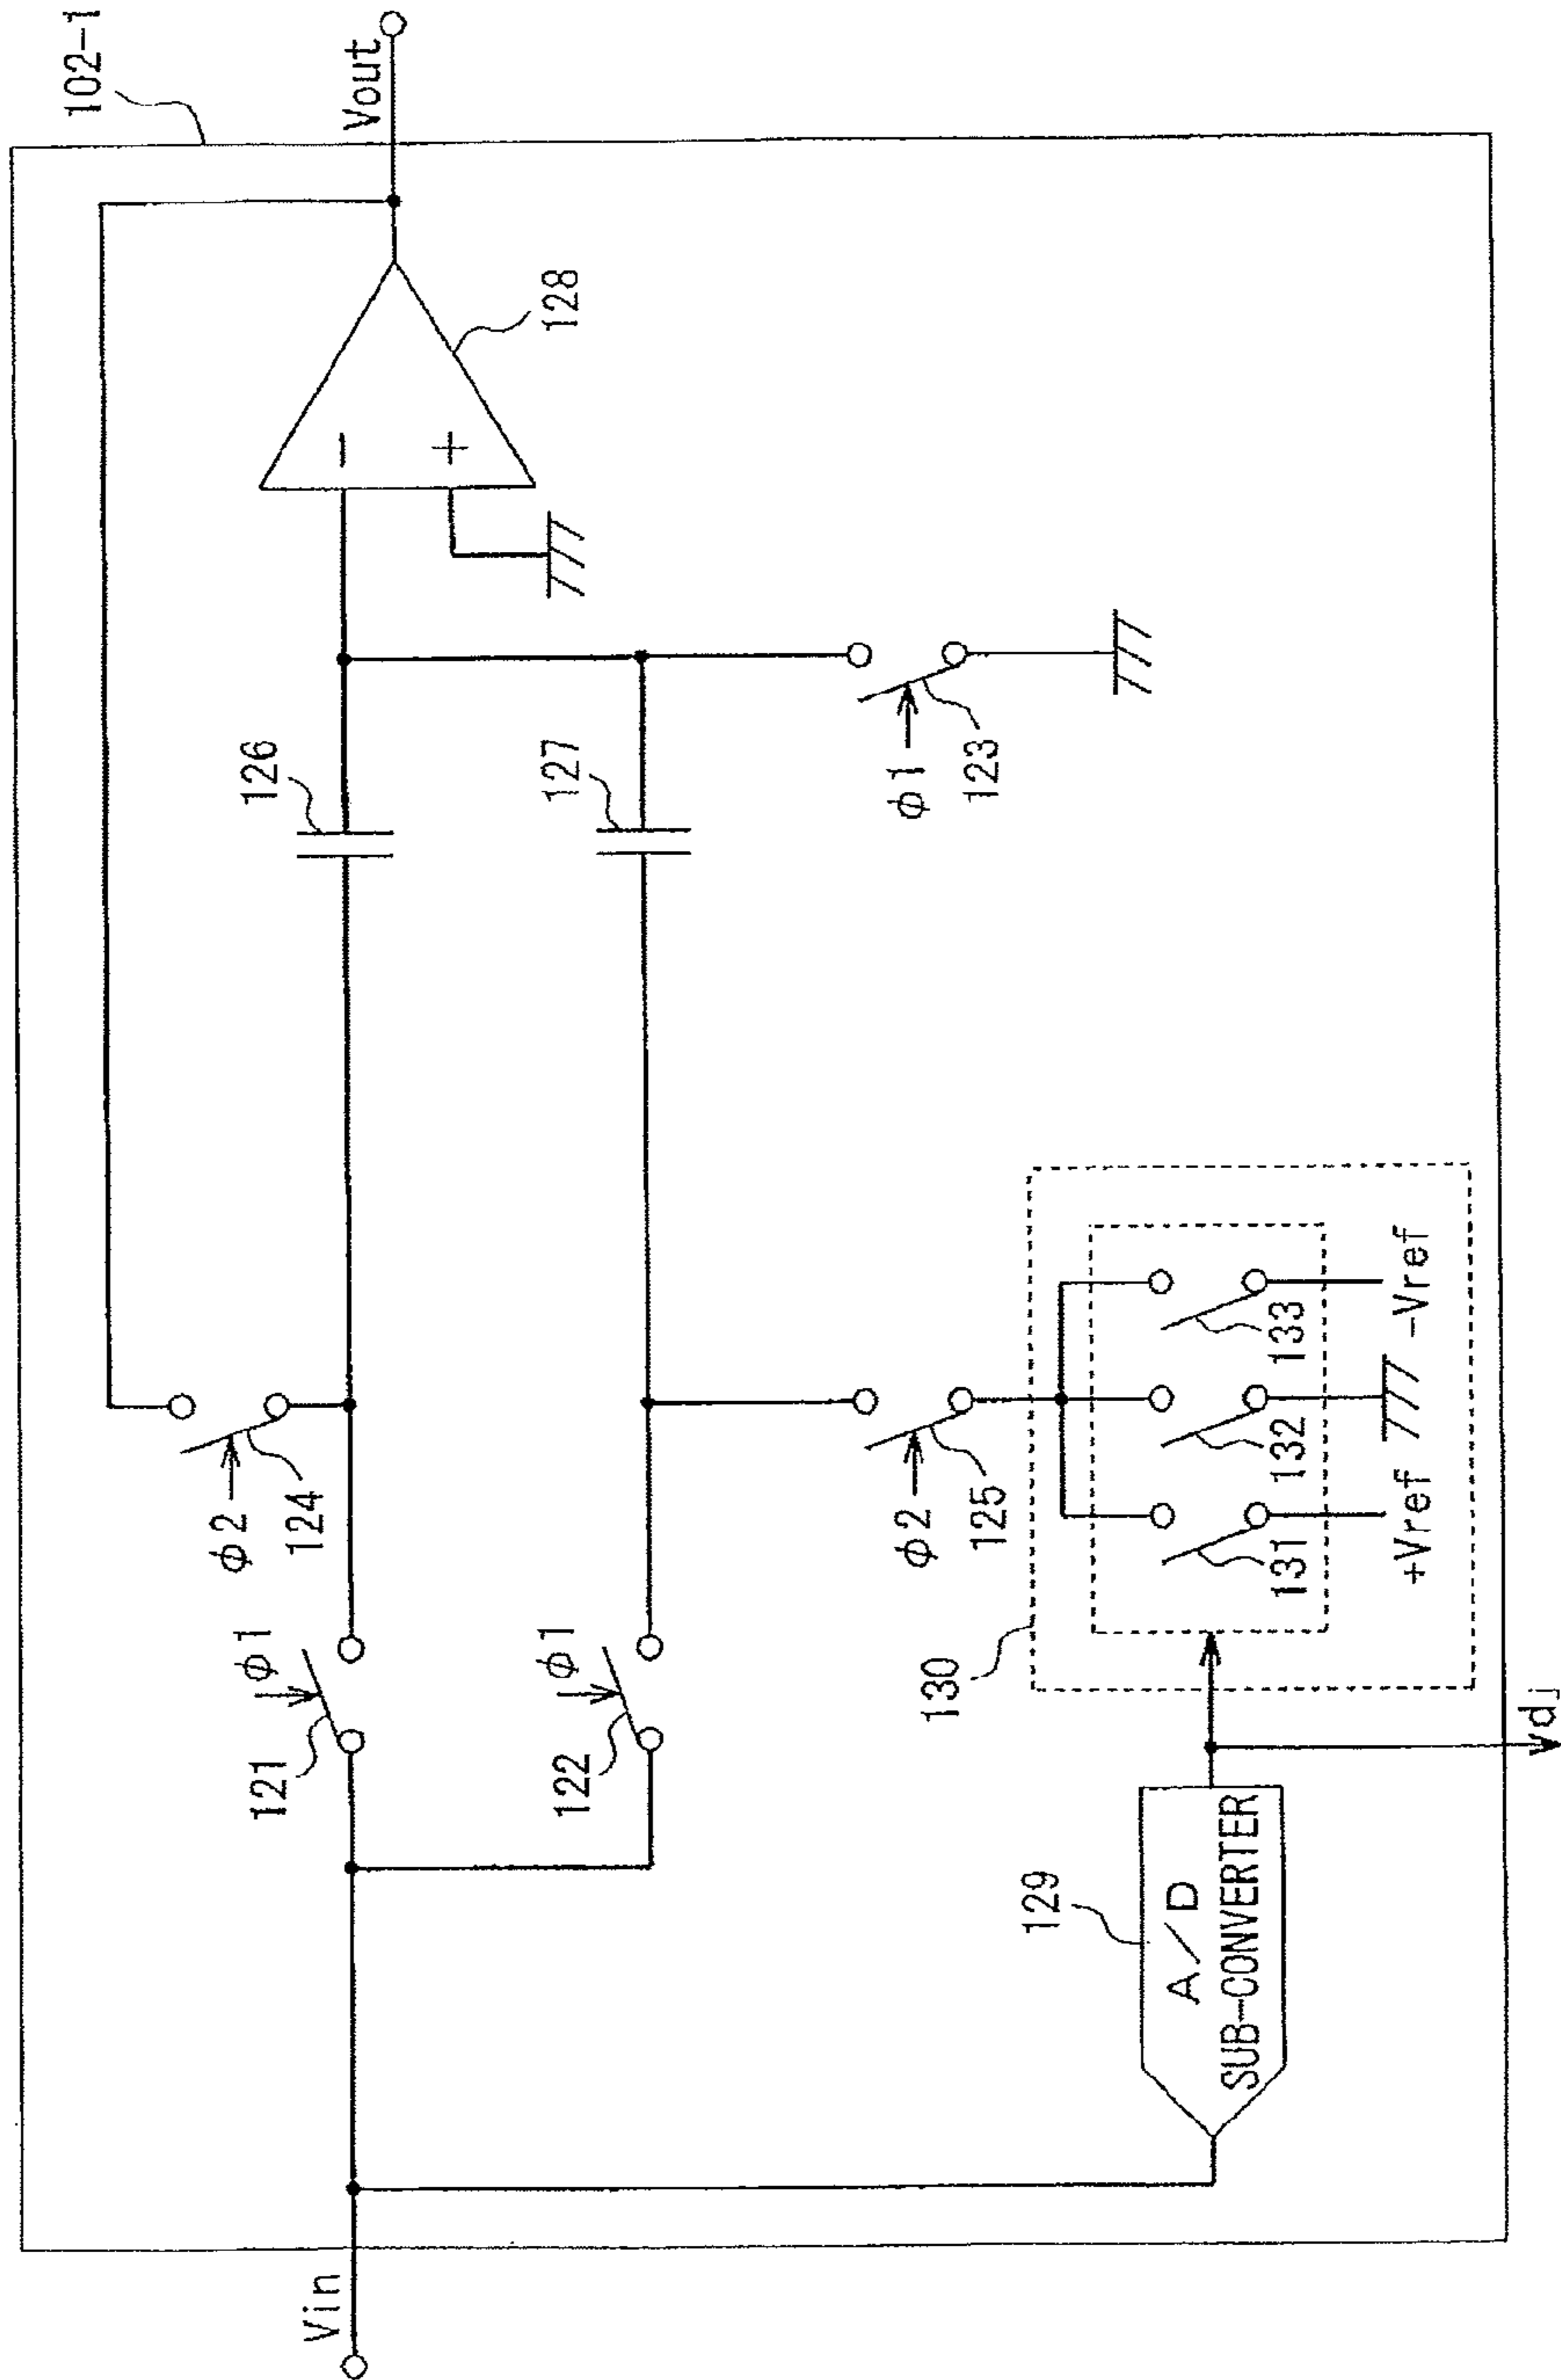 102-1
Vout
128
126
127
φ1
123
φ2
124
φ1
121
φ1
122
φ2
125
130
131
132
133
+Vref
-Vref
129
A/D
SUB-CONVERTER
Vin
vdj